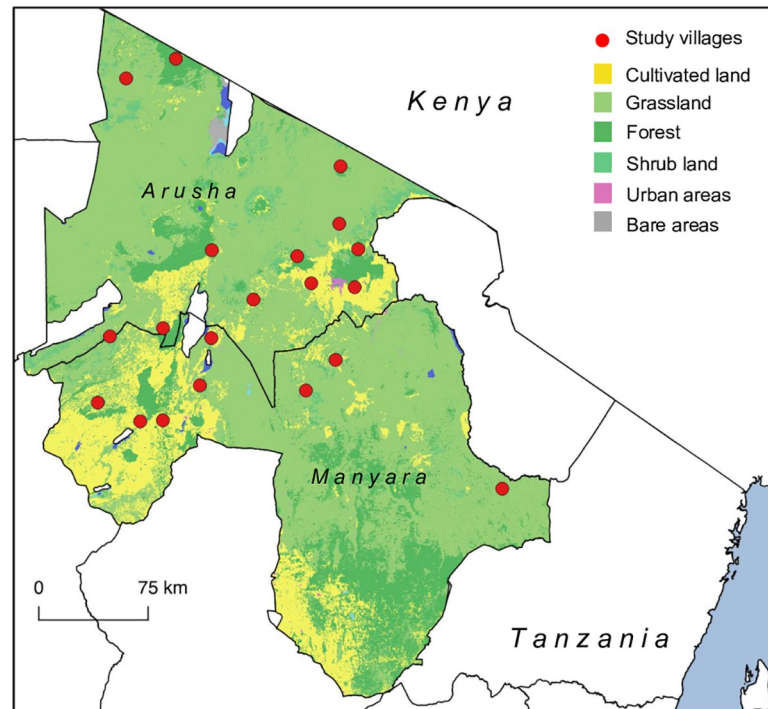 Study villages
Kenya
Cultivated land
Grassland
Forest
Shrub land
Arusha
Urban areas
Bare areas
Manyara
0 75 km
Tanzania